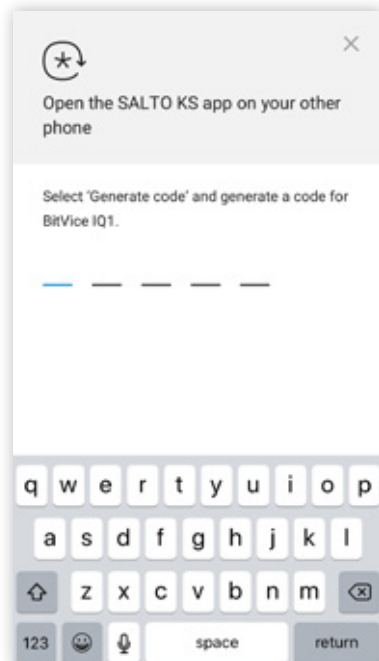 Open the SALTO KS app on your other
phone
Select 'Generate code' and generate a code for
BitVice IQ1.
q w e r t y u i o p
a s d f g h j k l
z x c v b n m
123 space return